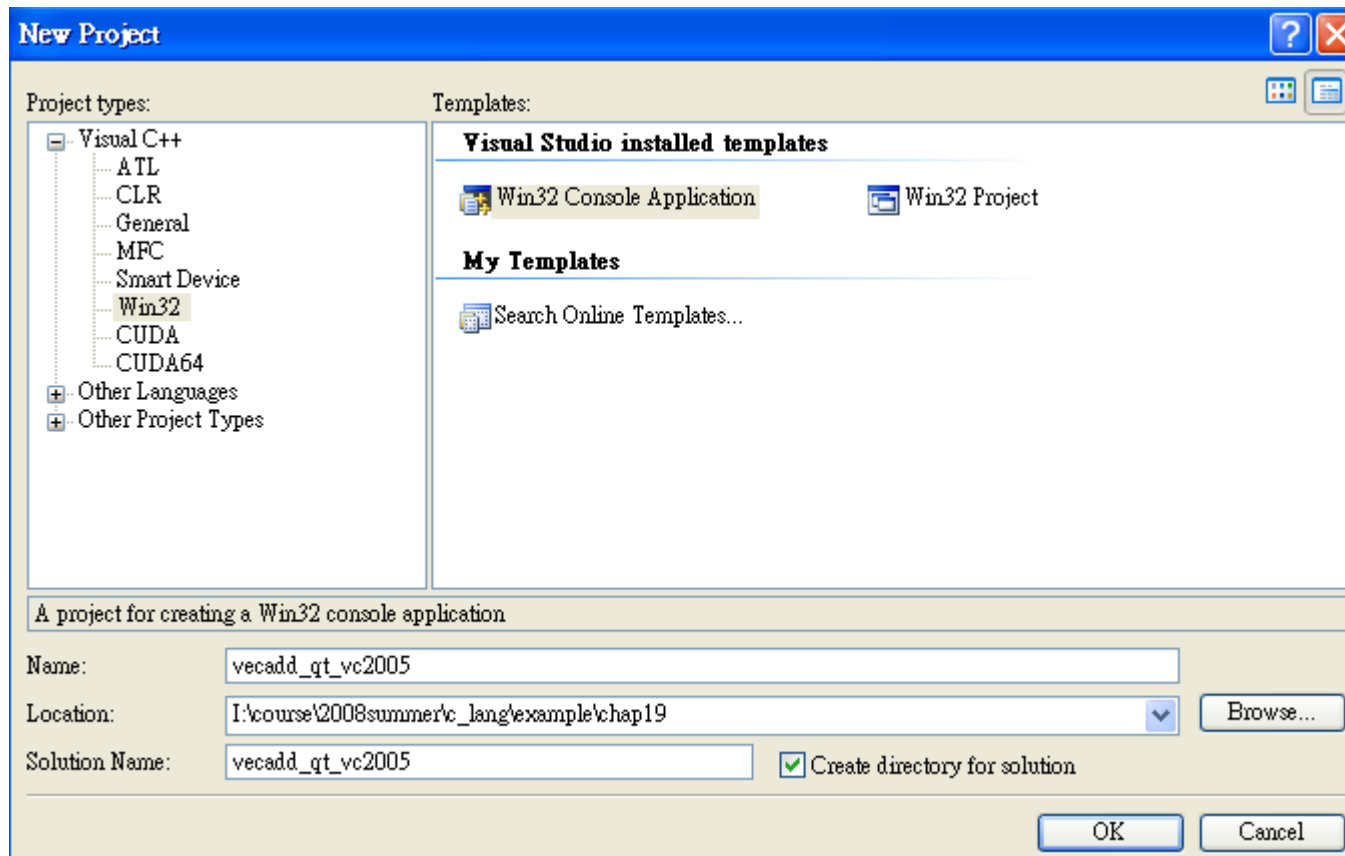 New Project
Project types:
Templates:
Visual C++
ATL
CLR
General
MFC
Smart Device
Win32
CUDA
CUDA64
Other Languages
Other Project Types
Visual Studio installed templates
Win32 Console Application
Win32 Project
My Templates
Search Online Templates...
A project for creating a Win32 console application
Name:
vecadd_qt_vc2005
Location:
I:\course\2008summer\c_lang\example\chap19
Browse...
Solution Name:
vecadd_qt_vc2005
Create directory for solution
OK
Cancel